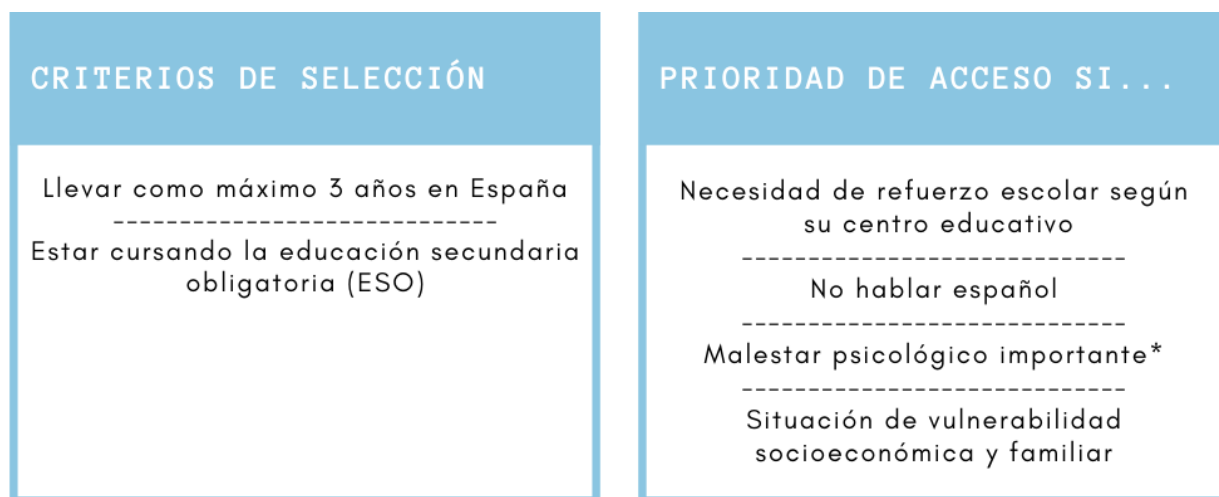 CRITERIOS DE SELECCIÓN
Llevar como máximo 3 años en España
-----------------------------
Estar cursando la educación secundaria
obligatoria (ESO)
PRIORIDAD DE ACCESO SI...
Necesidad de refuerzo escolar según
su centro educativo
-----------------------------
No hablar español
-----------------------------
Malestar psicológico importante*
-----------------------------
Situación de vulnerabilidad
socioeconómica y familiar